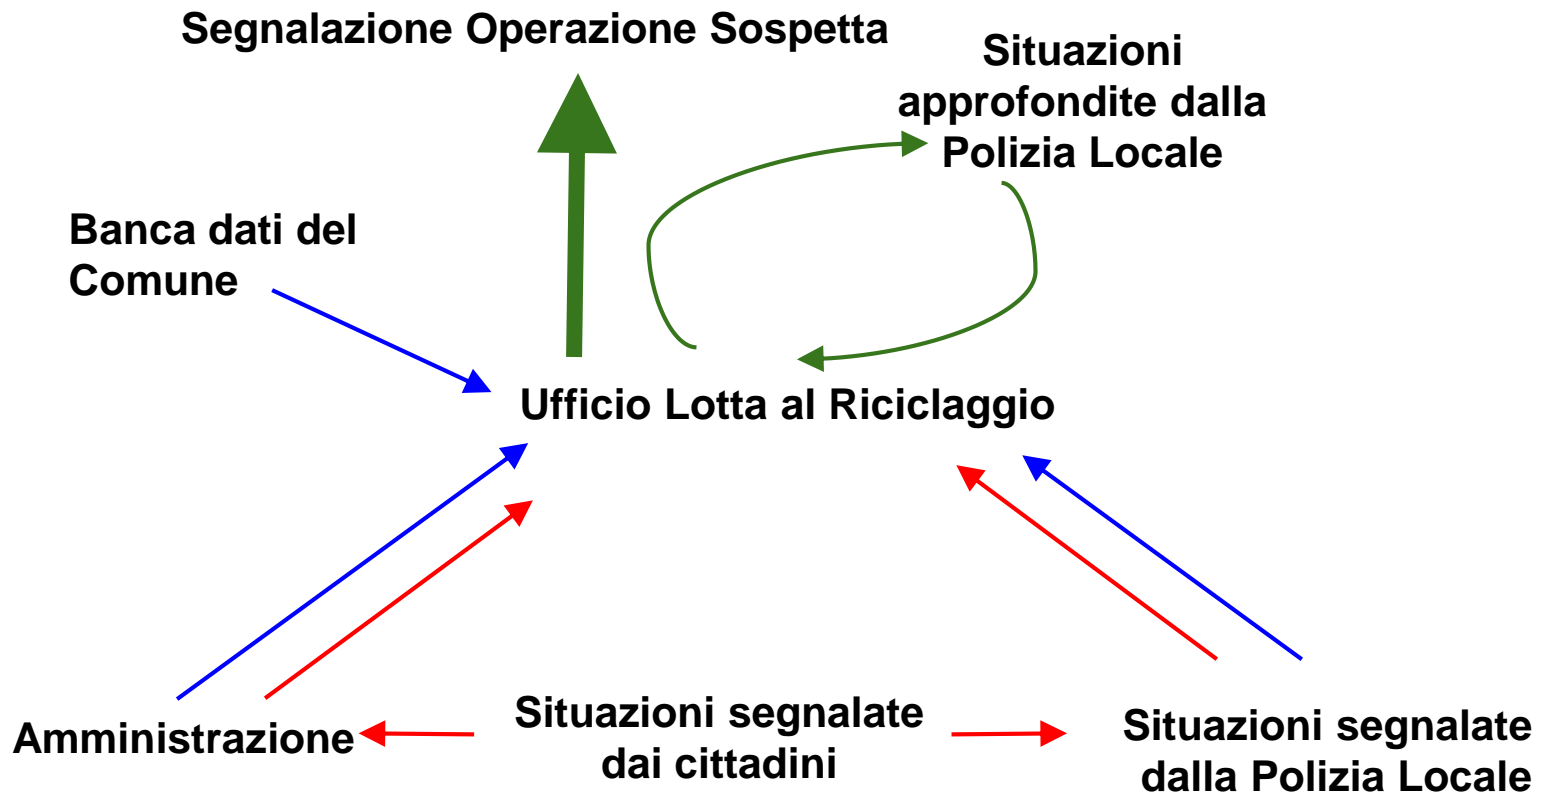 Segnalazione Operazione Sospetta
Situazioni
approfondite dalla
Polizia Locale
Banca dati del
Comune
Ufficio Lotta al Riciclaggio
Amministrazione
Situazioni segnalate
dai cittadini
Situazioni segnalate
dalla Polizia Locale